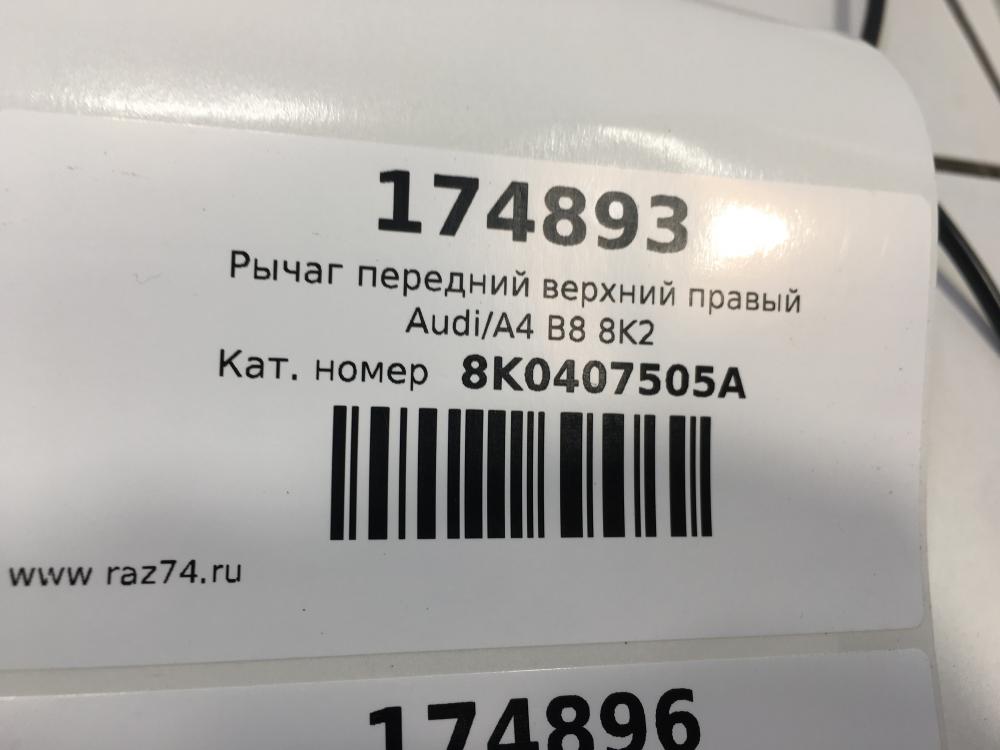 174893
Рычаг передний верхний правый
Audi/A4 B8 8K2
Кат. номер 8K0407505A
www raz74.ru
174896